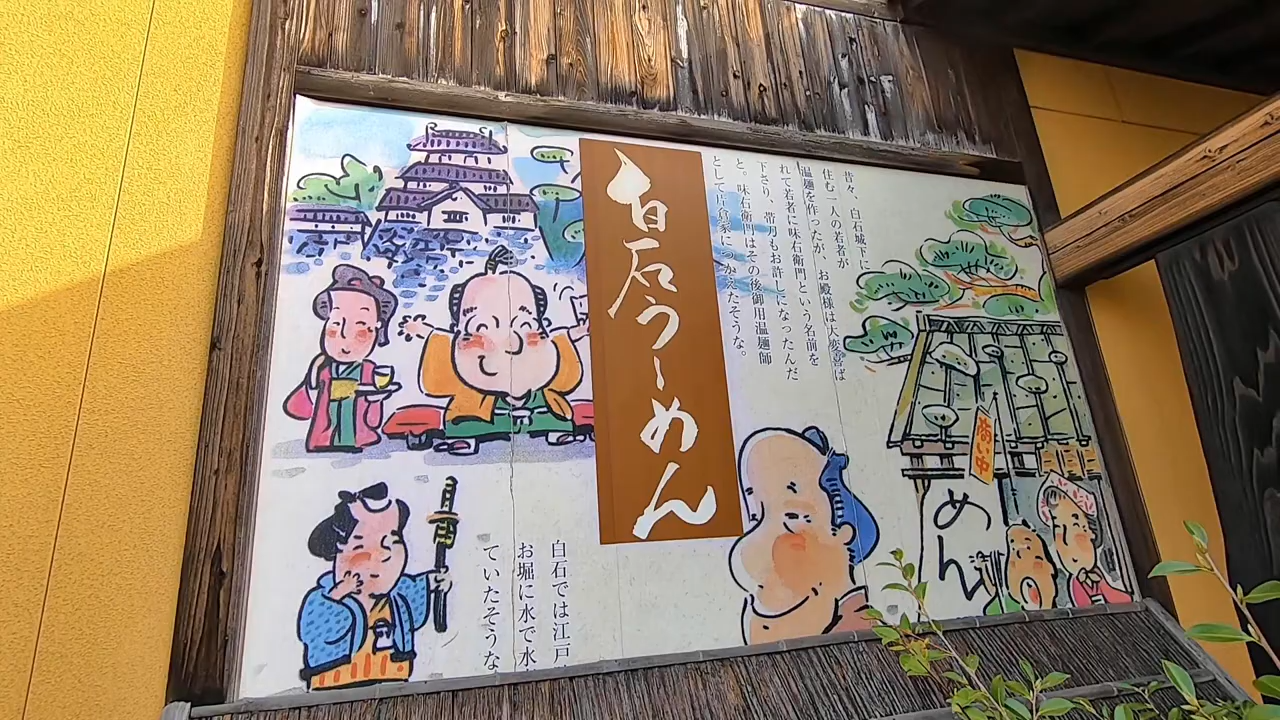 白石うーめん
昔々、白石城下に
住む一人の若者が
温麺を作ったが、お殿様は大変喜ば
れて若者に味右衛門という名前を
下さり、帯刀もお許しになったんだ
と。味右衛門はその後御用温麺師
として片倉家につかえたそうな。
商い中
めん
白石では江戸
お堀に水で水
ていたそうな